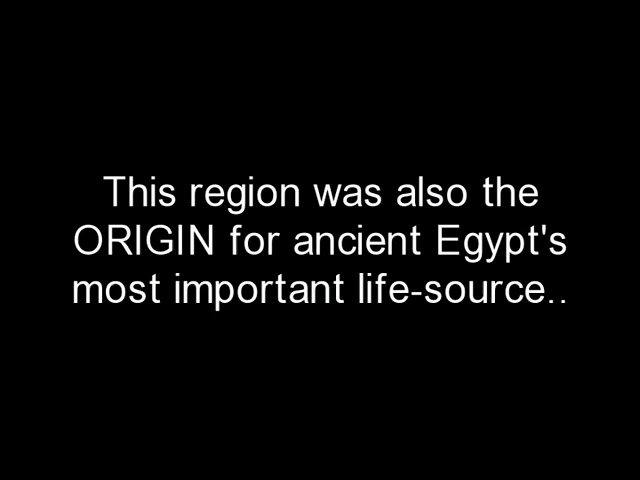 This region was also the
ORIGIN for ancient Egypt's
most important life-source..